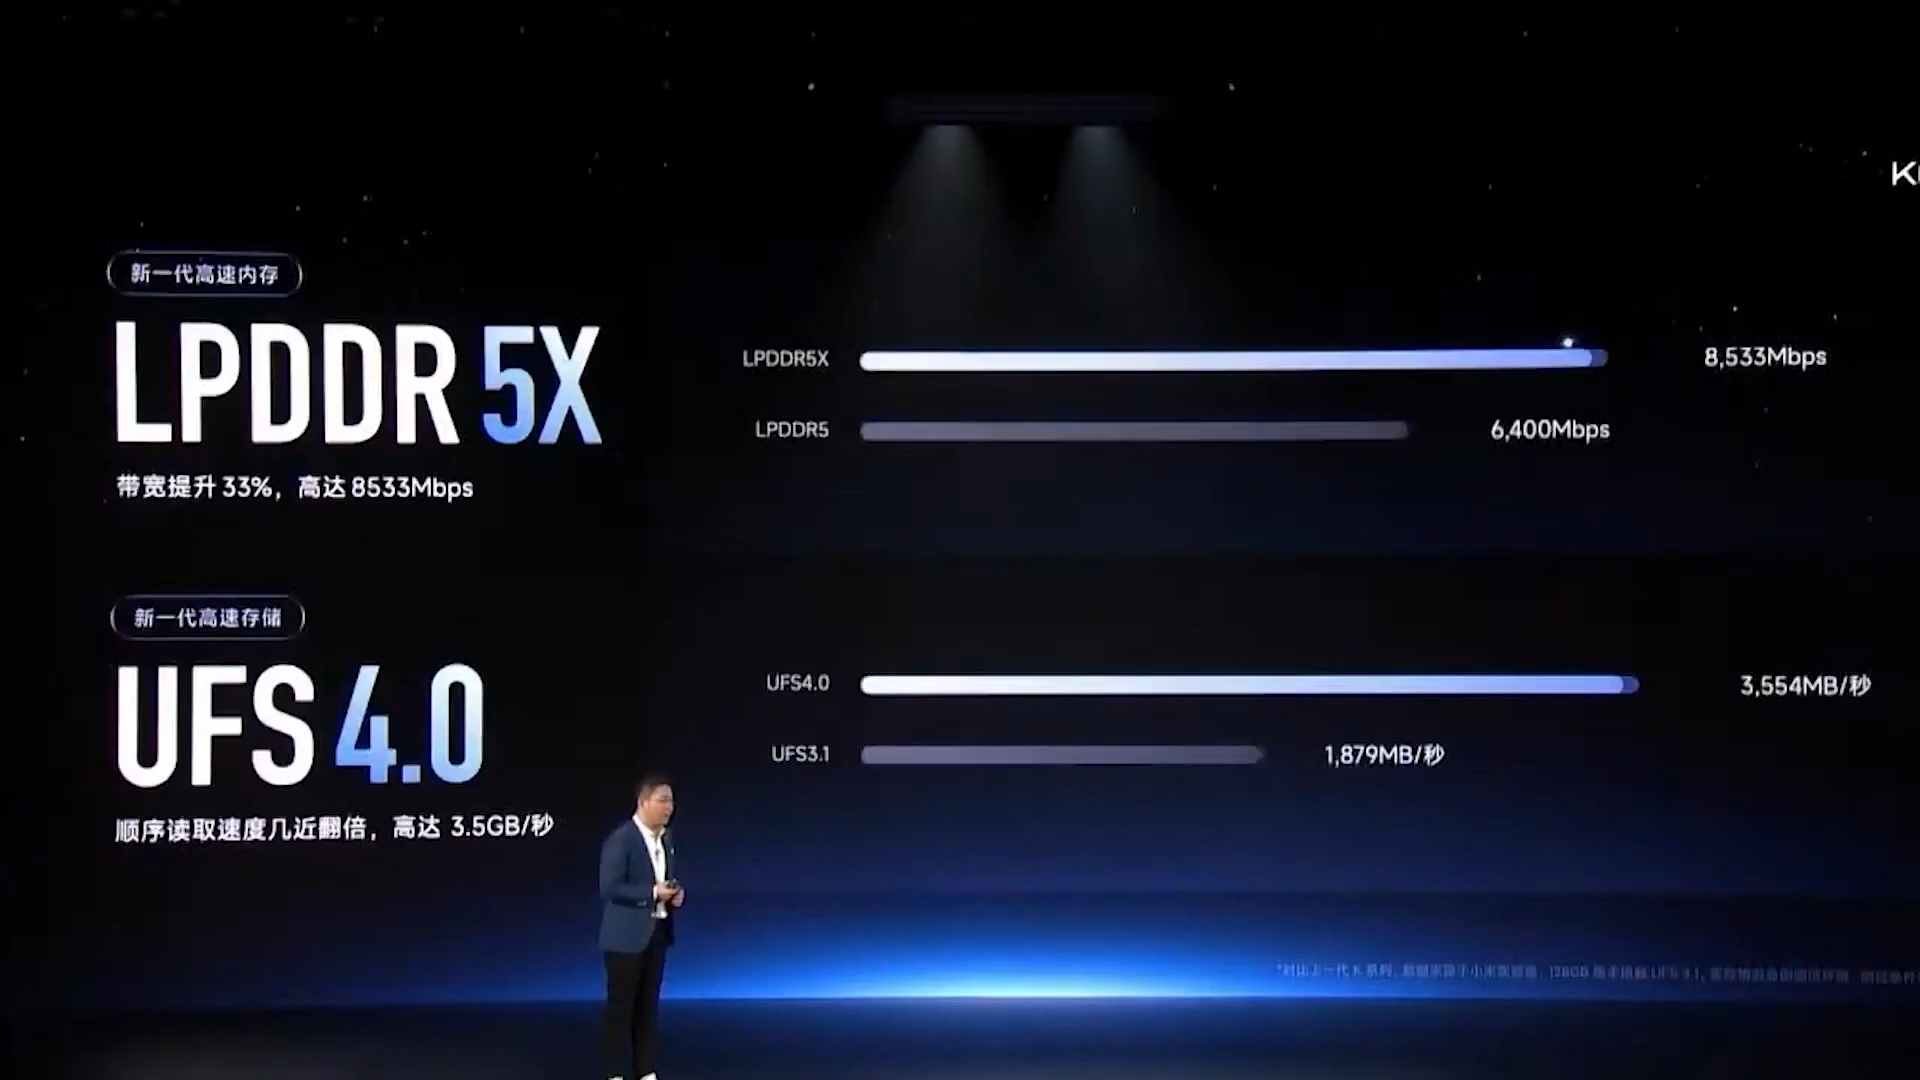 新一代高速内存
LPDDR 5X
带宽提升 33%，高达 8533Mbps
LPDDR5X 8,533Mbps
LPDDR5 6,400Mbps
新一代高速存储
UFS 4.0
顺序读取速度几近翻倍，高达 3.5GB/秒
UFS4.0 3,554MB/秒
UFS3.1 1,879MB/秒